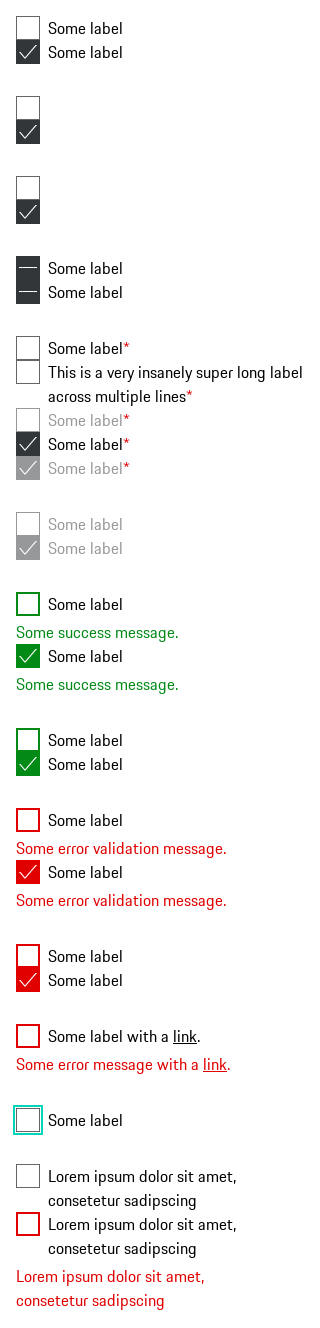 Some label
Some label
Some label
Some label
Some label*
This is a very insanely super long label
across multiple lines*
Some label*
Some label*
Some label*
Some label
Some label
Some label
Some success message.
Some label
Some success message.
Some label
Some label
Some label
Some error validation message.
Some label
Some error validation message.
Some label
Some label
Some label with a link.
Some error message with a link.
Some label
Lorem ipsum dolor sit amet,
consetetur sadipscing
Lorem ipsum dolor sit amet,
consetetur sadipscing
Lorem ipsum dolor sit amet,
consetetur sadipscing